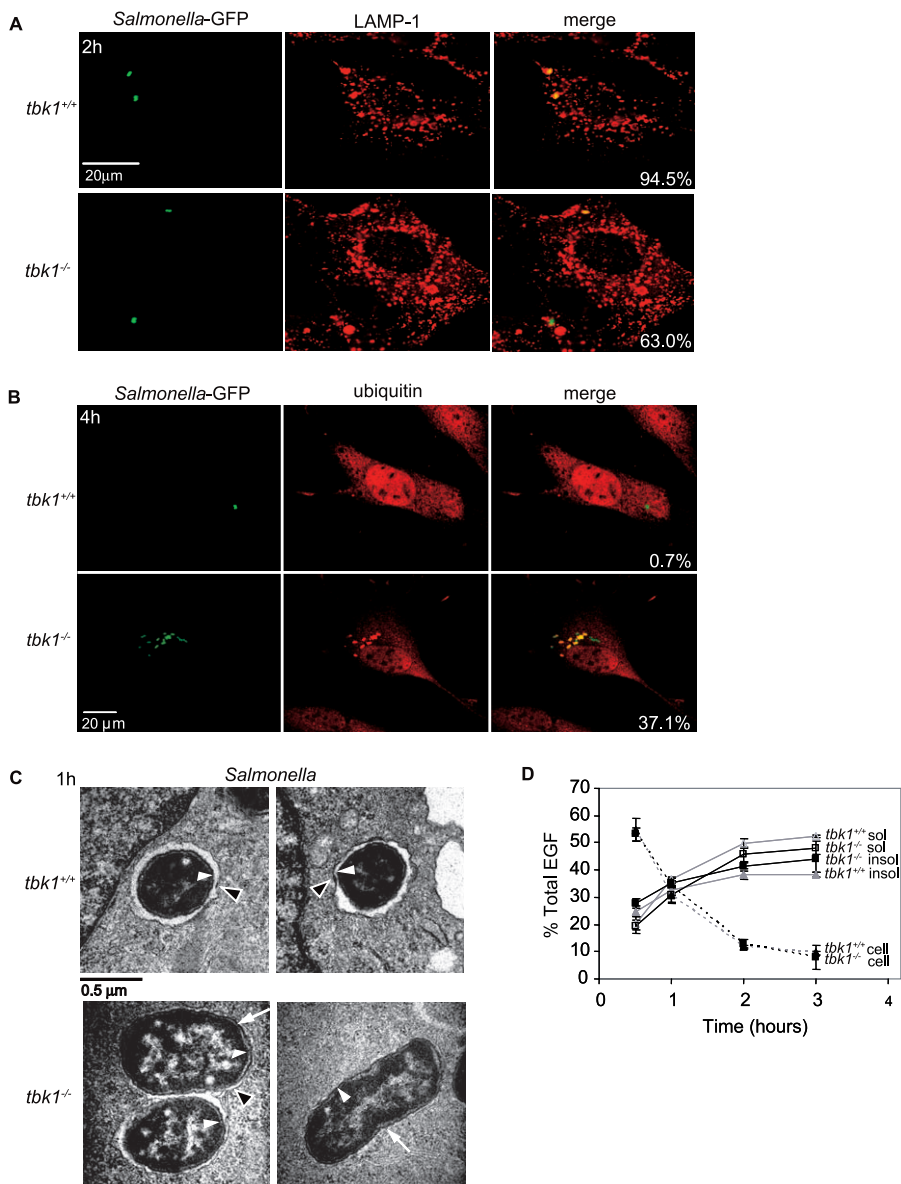 A
Salmonella-GFP LAMP-1 merge
2h
tbk1+/+
20μm
94.5%
tbk1-/-
63.0%
B
Salmonella-GFP ubiquitin merge
4h
tbk1+/+
0.7%
tbk1-/-
20 μm
37.1%
C 1h Salmonella
tbk1+/+
0.5 μm
tbk1-/-
D
% Total EGF
70
60
50
40
30
20
10
0
0 1 2 3 4
Time (hours)
tbk1+/+ sol
tbk1-/- sol
tbk1-/- insol
tbk1+/+ insol
tbk1+/+ cell
tbk1-/- cell